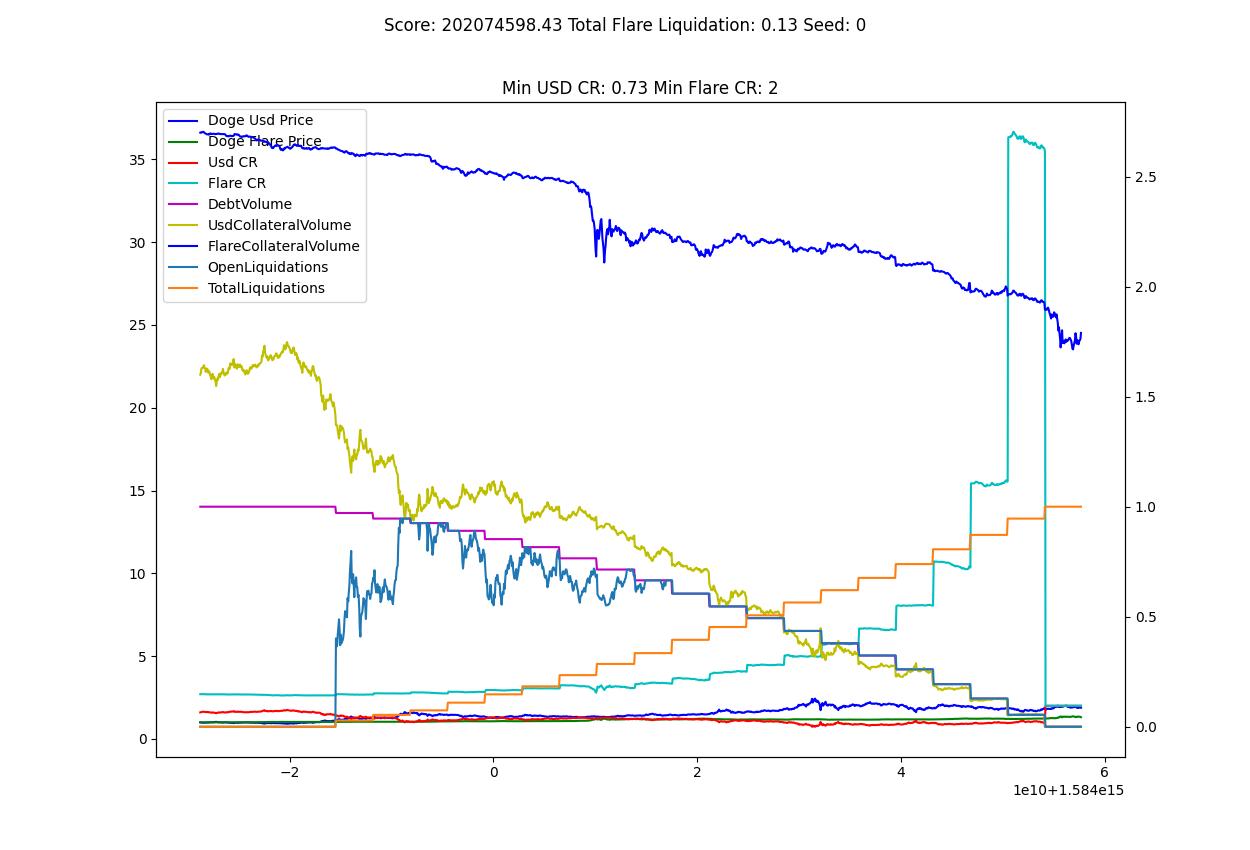 Score: 202074598.43 Total Flare Liquidation: 0.13 Seed: 0
Min USD CR: 0.73 Min Flare CR: 2
Doge Usd Price
Doge Flare Price
Usd CR
Flare CR
DebtVolume
UsdCollateralVolume
FlareCollateralVolume
OpenLiquidations
TotalLiquidations
35
30
25
20
15
10
5
0
2.5
2.0
1.5
1.0
0.5
0.0
−2
0
2
4
6
1e10+1.584e15